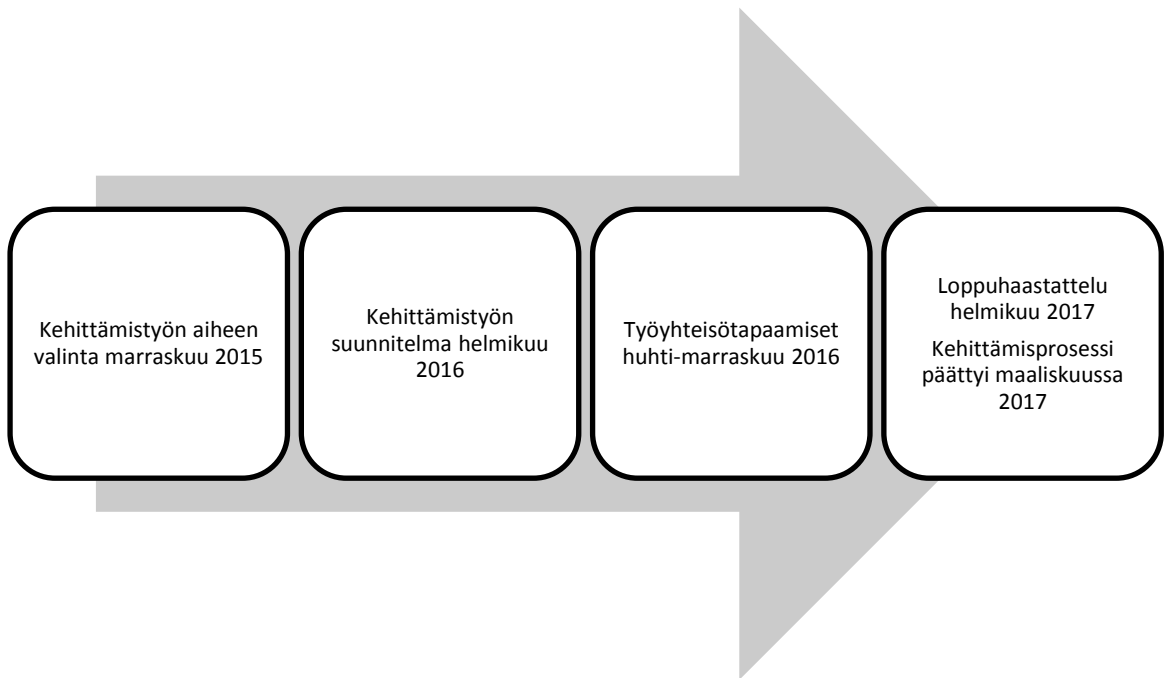 Kehittämistyön aiheen
valinta marraskuu 2015
Kehittämistyön
suunnitelma helmikuu
2016
Työyhteisötapaamiset
huhti-marraskuu 2016
Loppuhaastattelu
helmikuu 2017
Kehittämisprosessi
päättyi maaliskuussa
2017